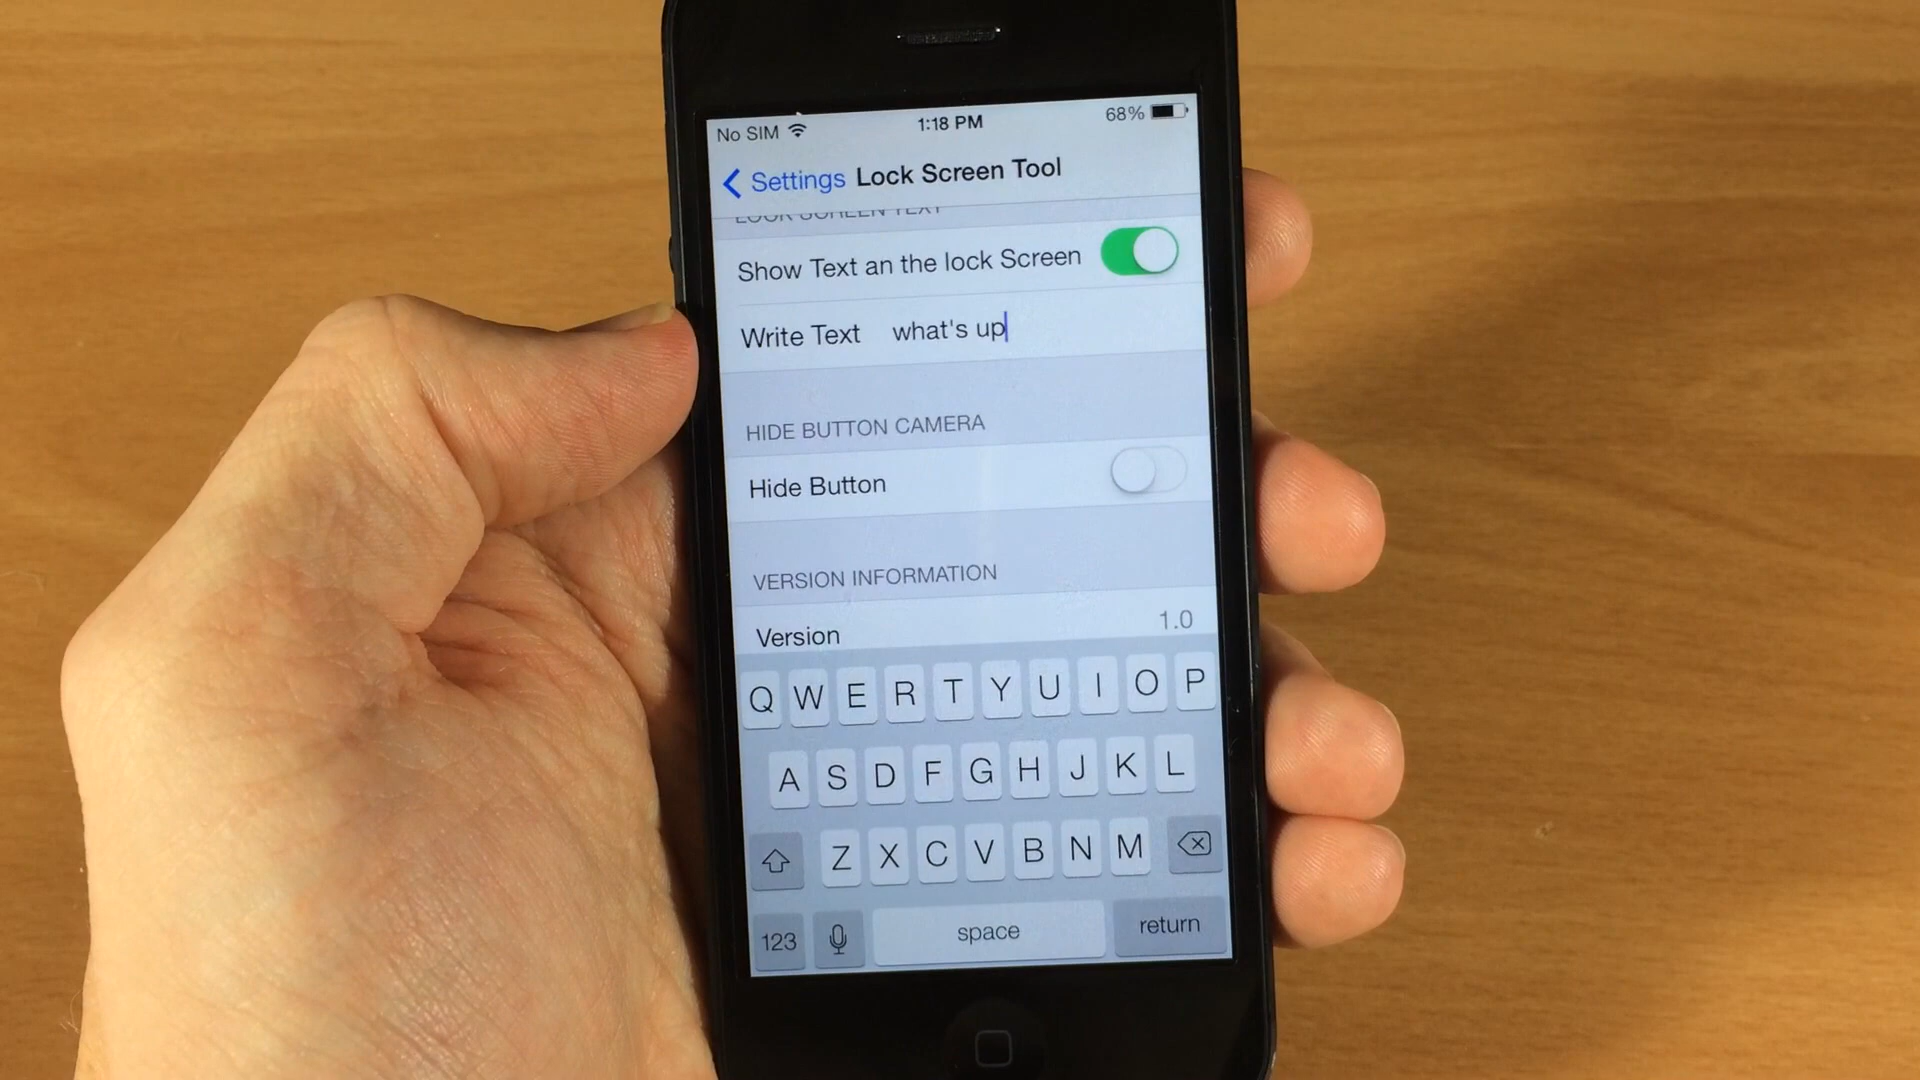 No SIM 1:18 PM 68%
Settings Lock Screen Tool
LOCK SCREEN TEXT
Show Text an the lock Screen
Write Text what's up
HIDE BUTTON CAMERA
Hide Button
VERSION INFORMATION
Version 1.0
Q W E R T Y U I O P
A S D F G H J K L
Z X C V B N M
123 space return